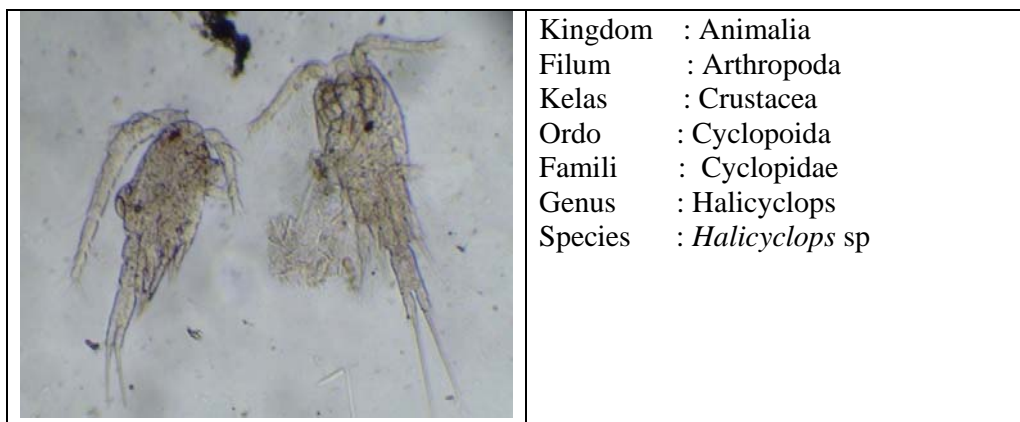 Kingdom : Animalia
Filum : Arthropoda
Kelas : Crustacea
Ordo : Cyclopoida
Famili : Cyclopidae
Genus : Halicyclops
Species : Halicyclops sp